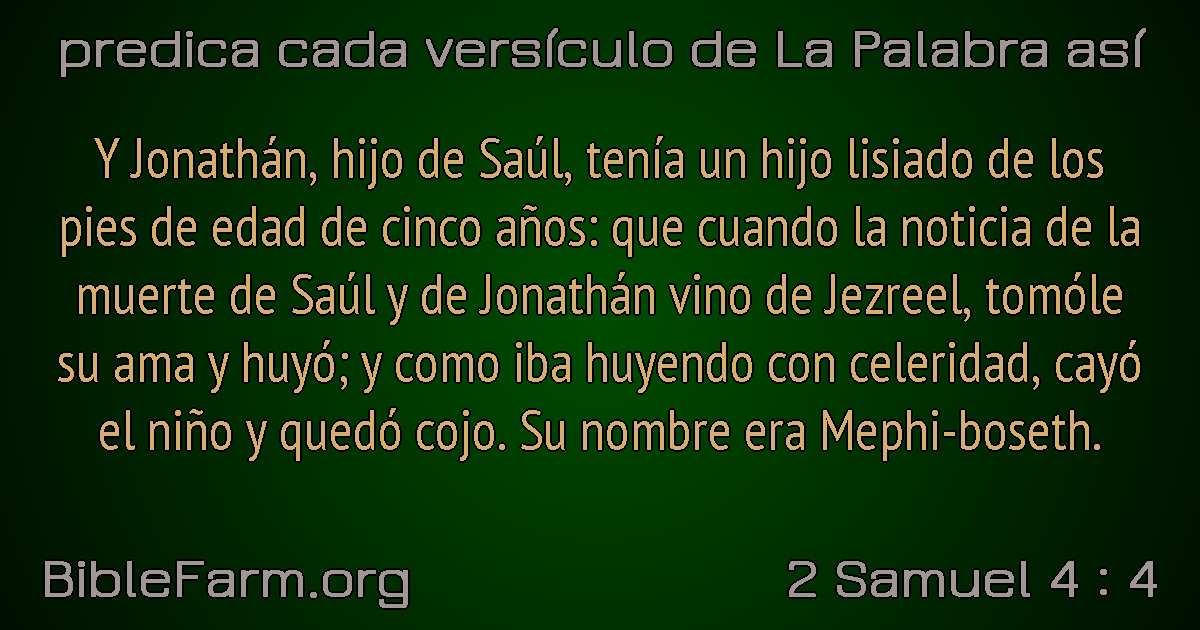 predica cada versículo de La Palabra así
Y Jonathán, hijo de Saúl, tenía un hijo lisiado de los
pies de edad de cinco años: que cuando la noticia de la
muerte de Saúl y de Jonathán vino de Jezreel, tomóle
su ama y huyó; y como iba huyendo con celeridad, cayó
el niño y quedó cojo. Su nombre era Mephi-boseth.
BibleFarm.org
2 Samuel 4 : 4